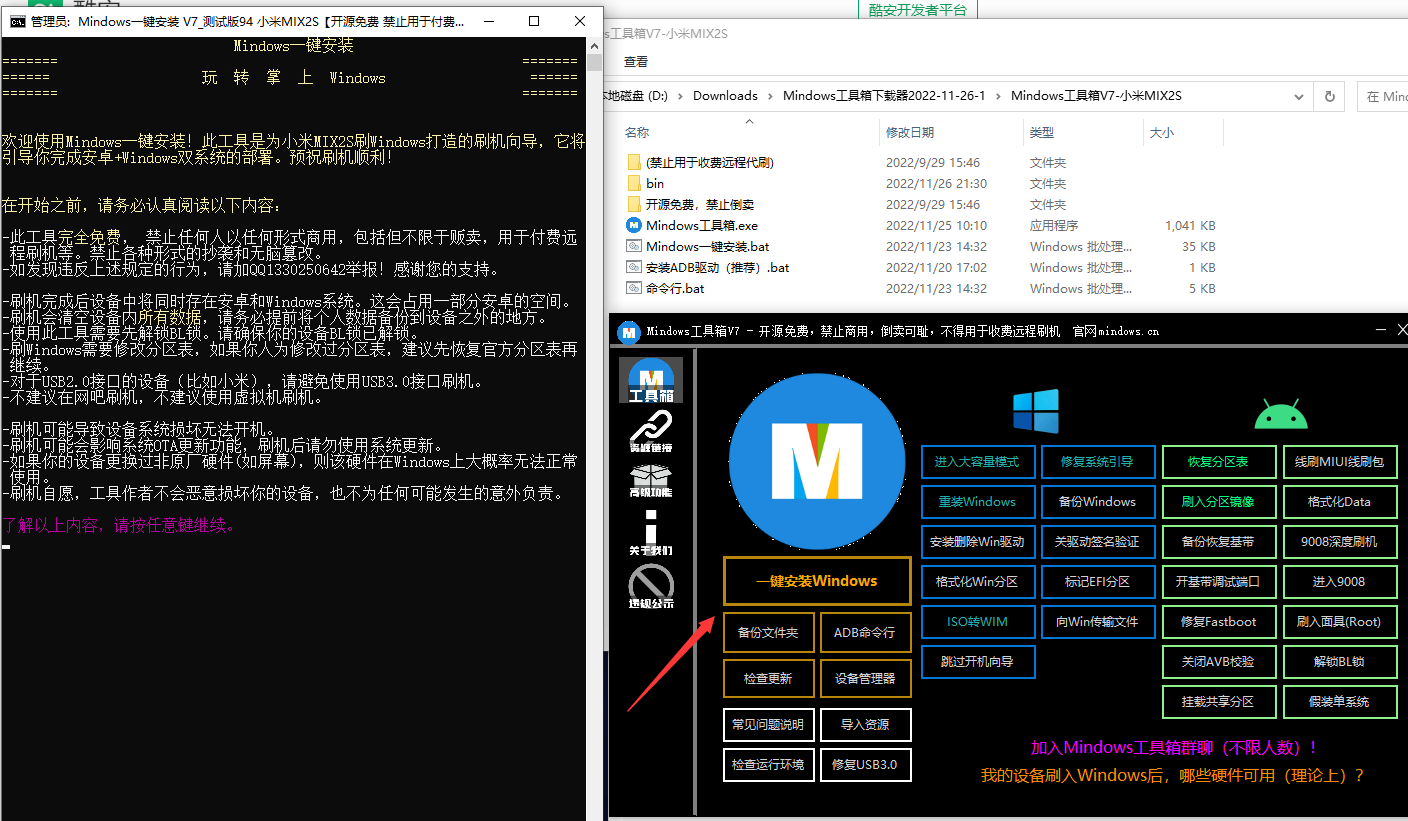 酷安
酷安开发者平台
管理员: Mindows一键安装 V7_测试版94 小米MIX2S【开源免费 禁止用于付费...
Mindows一键安装
=======
=======
======
玩 转 掌 上 Windows
======
=======
=======
欢迎使用Mindows一键安装! 此工具是为小米MIX2S刷Windows打造的刷机向导, 它将
引导你完成安卓+Windows双系统的部署。预祝刷机顺利!
在开始之前, 请务必认真阅读以下内容:
-此工具完全免费, 禁止任何人以任何形式商用, 包括但不限于贩卖, 用于付费远
程刷机等。禁止各种形式的抄袭和无脑篡改。
-如发现违反上述规定的行为, 请加QQ1330250642举报! 感谢您的支持。
-刷机完成后设备中将同时存在安卓和Windows系统。这会占用一部分安卓的空间。
-刷机会清空设备内所有数据, 请务必提前将个人数据备份到设备之外的地方。
-使用此工具需要先解锁BL锁。请确保你的设备BL锁已解锁。
-刷Windows需要修改分区表, 如果你人为修改过分区表, 建议先恢复官方分区表再
继续。
-对于USB2.0接口的设备 (比如小米) , 请避免使用USB3.0接口刷机。
-不建议在网吧刷机, 不建议使用虚拟机刷机。
-刷机可能导致设备系统损坏无法开机。
-刷机可能会影响系统OTA更新功能, 刷机后请勿使用系统更新。
-如果你的设备更换过非原厂硬件(如屏幕), 则该硬件在Windows上大概率无法正常
使用。
-刷机自愿, 工具作者不会恶意损坏你的设备, 也不为任何可能发生的意外负责。
了解以上内容, 请按任意键继续。
s工具箱V7-小米MIX2S
查看
本地磁盘 (D:) › Downloads › Mindows工具箱下载器2022-11-26-1 › Mindows工具箱V7-小米MIX2S
在 Mind
名称 修改日期 类型 大小
(禁止用于收费远程代刷) 2022/9/29 15:46 文件夹
bin 2022/11/26 21:30 文件夹
开源免费，禁止倒卖 2022/9/29 15:46 文件夹
Mindows工具箱.exe 2022/11/25 10:10 应用程序 1,041 KB
Mindows一键安装.bat 2022/11/23 14:32 Windows 批处理... 35 KB
安装ADB驱动（推荐）.bat 2022/11/20 17:02 Windows 批处理... 1 KB
命令行.bat 2022/11/23 14:32 Windows 批处理... 5 KB
M
Mindows工具箱V7 - 开源免费,禁止商用,倒卖可耻,不得用于收费远程刷机 官网mindows.cn
M
工具箱
资源链接
高级功能
关于我们
违规公示
M
一键安装Windows
备份文件夹 ADB命令行
检查更新 设备管理器
常见问题说明 导入资源
检查运行环境 修复USB3.0
进入大容量模式 修复系统引导 恢复分区表 线刷MIUI线刷包
重装Windows 备份Windows 刷入分区镜像 格式化Data
安装删除Win驱动 关驱动签名验证 备份恢复基带 9008深度刷机
格式化Win分区 标记EFI分区 开基带调试端口 进入9008
ISO转WIM 向Win传输文件 修复Fastboot 刷入面具(Root)
跳过开机向导 关闭AVB校验 解锁BL锁
挂载共享分区 假装单系统
加入Mindows工具箱群聊（不限人数）!
我的设备刷入Windows后，哪些硬件可用（理论上）?